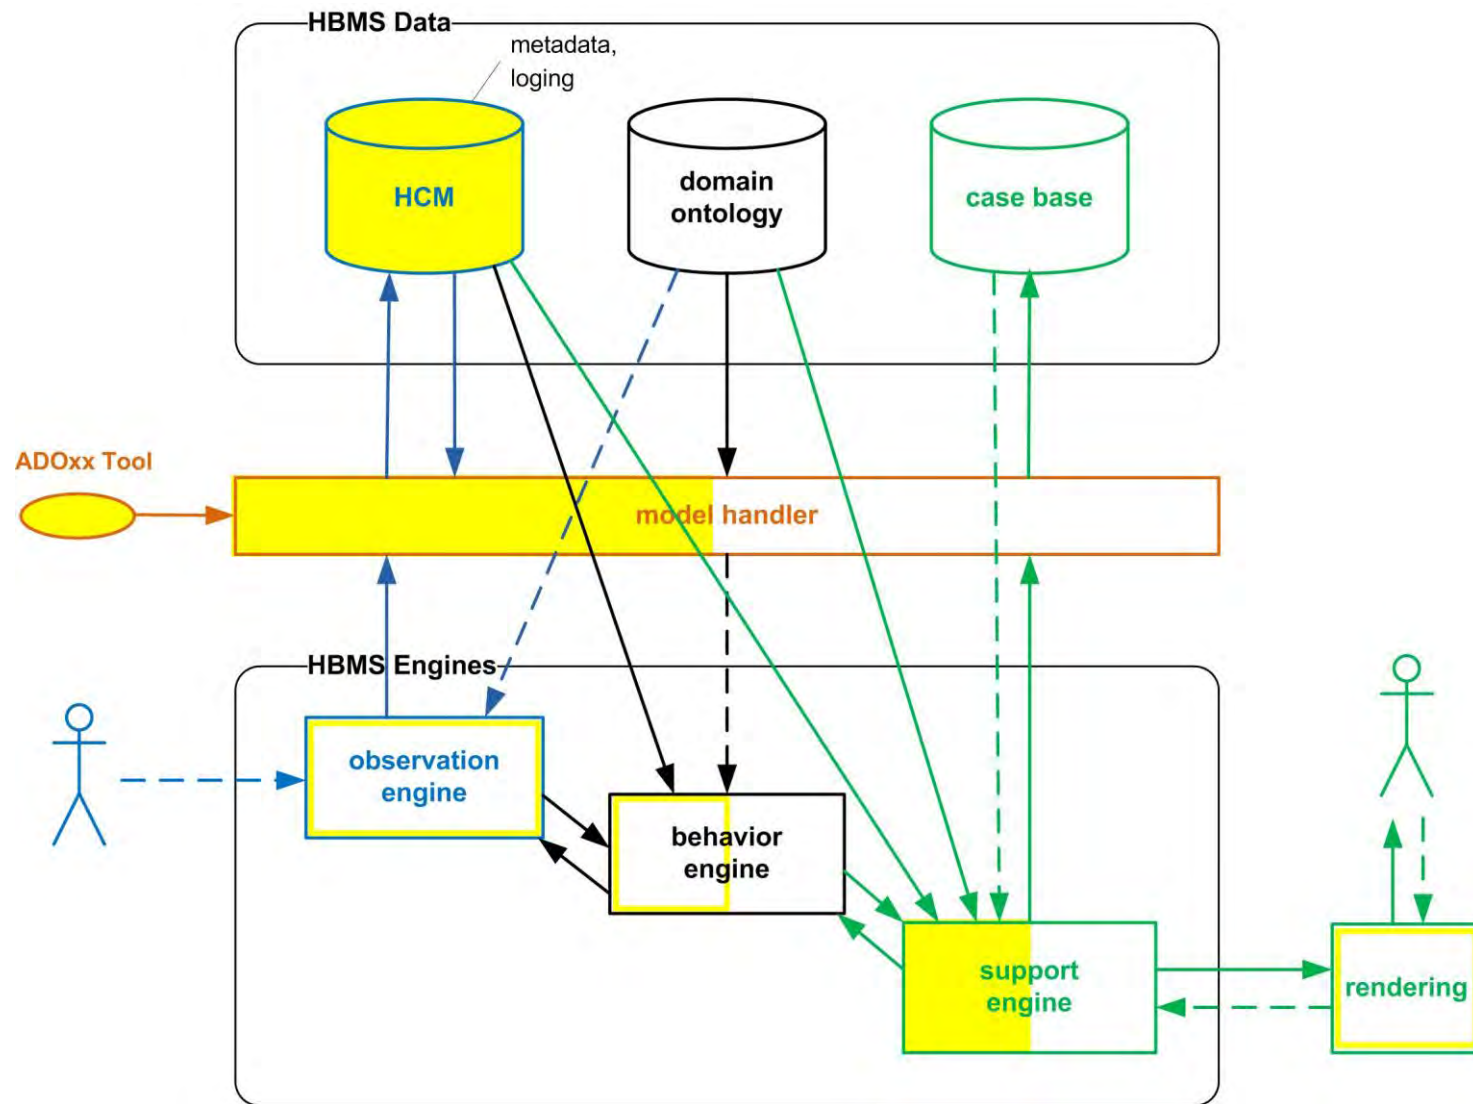 HBMS Data
metadata,
loging
HCM
domain
ontology
case base
ADOxx Tool
model handler
HBMS Engines
observation
engine
behavior
engine
support
engine
rendering